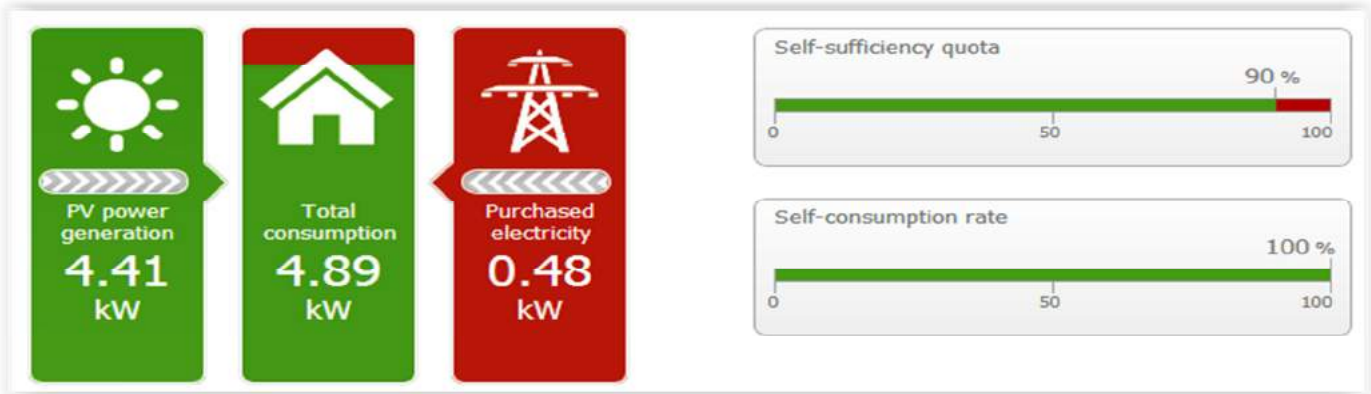 PV power
generation
4.41
kW
Total
consumption
4.89
kW
Purchased
electricity
0.48
kW
Self-sufficiency quota
90 %
0 50 100
Self-consumption rate
100 %
0 50 100